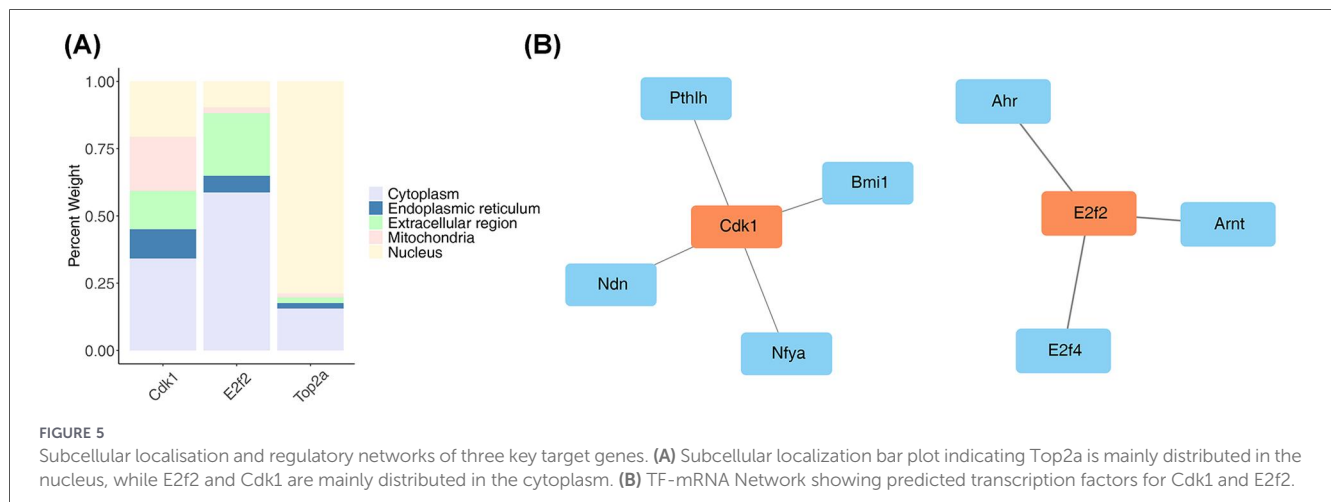 (A)
1.00
0.75
0.50
0.25
0.00
Percent Weight
Cdk1
E2f2
Top2a
Cytoplasm
Endoplasmic reticulum
Extracellular region
Mitochondria
Nucleus
(B)
Pthlh
Bmi1
Cdk1
Ndn
Nfya
Ahr
E2f2
Arnt
E2f4
FIGURE 5
Subcellular localisation and regulatory networks of three key target genes. (A) Subcellular localization bar plot indicating Top2a is mainly distributed in the
nucleus, while E2f2 and Cdk1 are mainly distributed in the cytoplasm. (B) TF-mRNA Network showing predicted transcription factors for Cdk1 and E2f2.